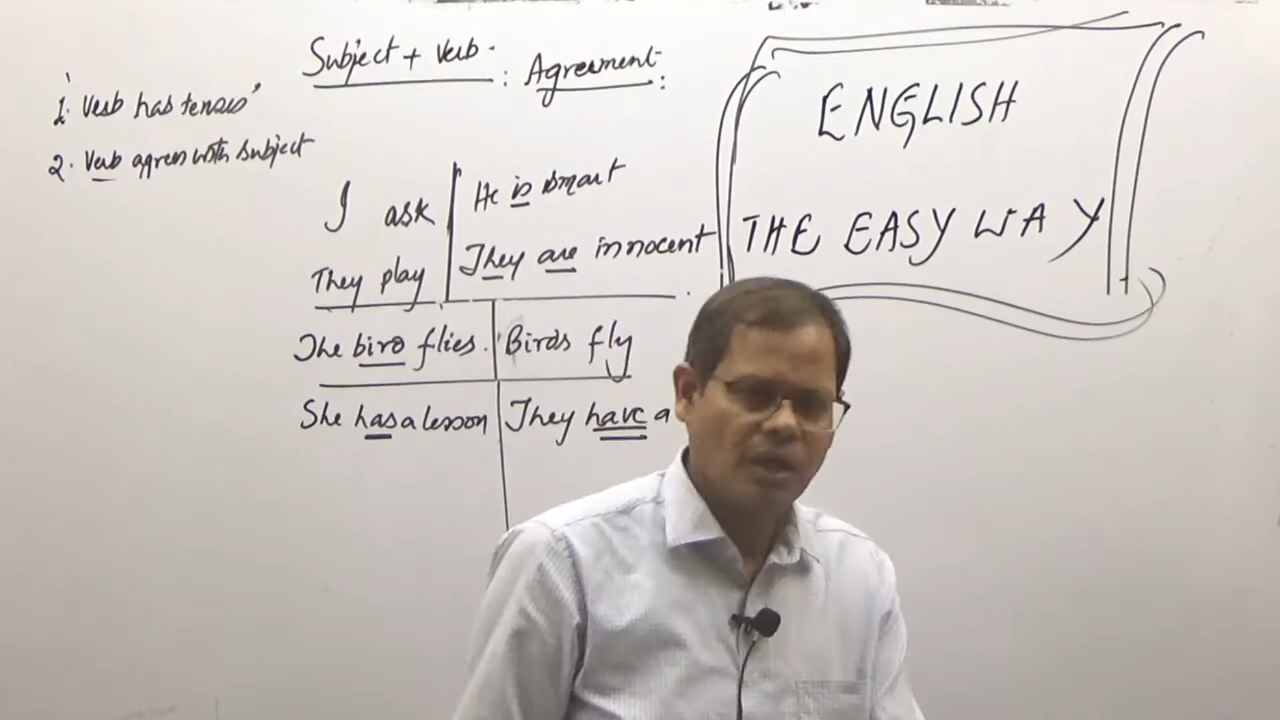 Subject + Verb.
: Agreement:
1. Verb has tenses'
2. Verb agrees with subject
I ask
They play
He is smart
They are innocent
The bird flies.
Birds fly
She has a lesson
They have a
ENGLISH
THE EASY WAY